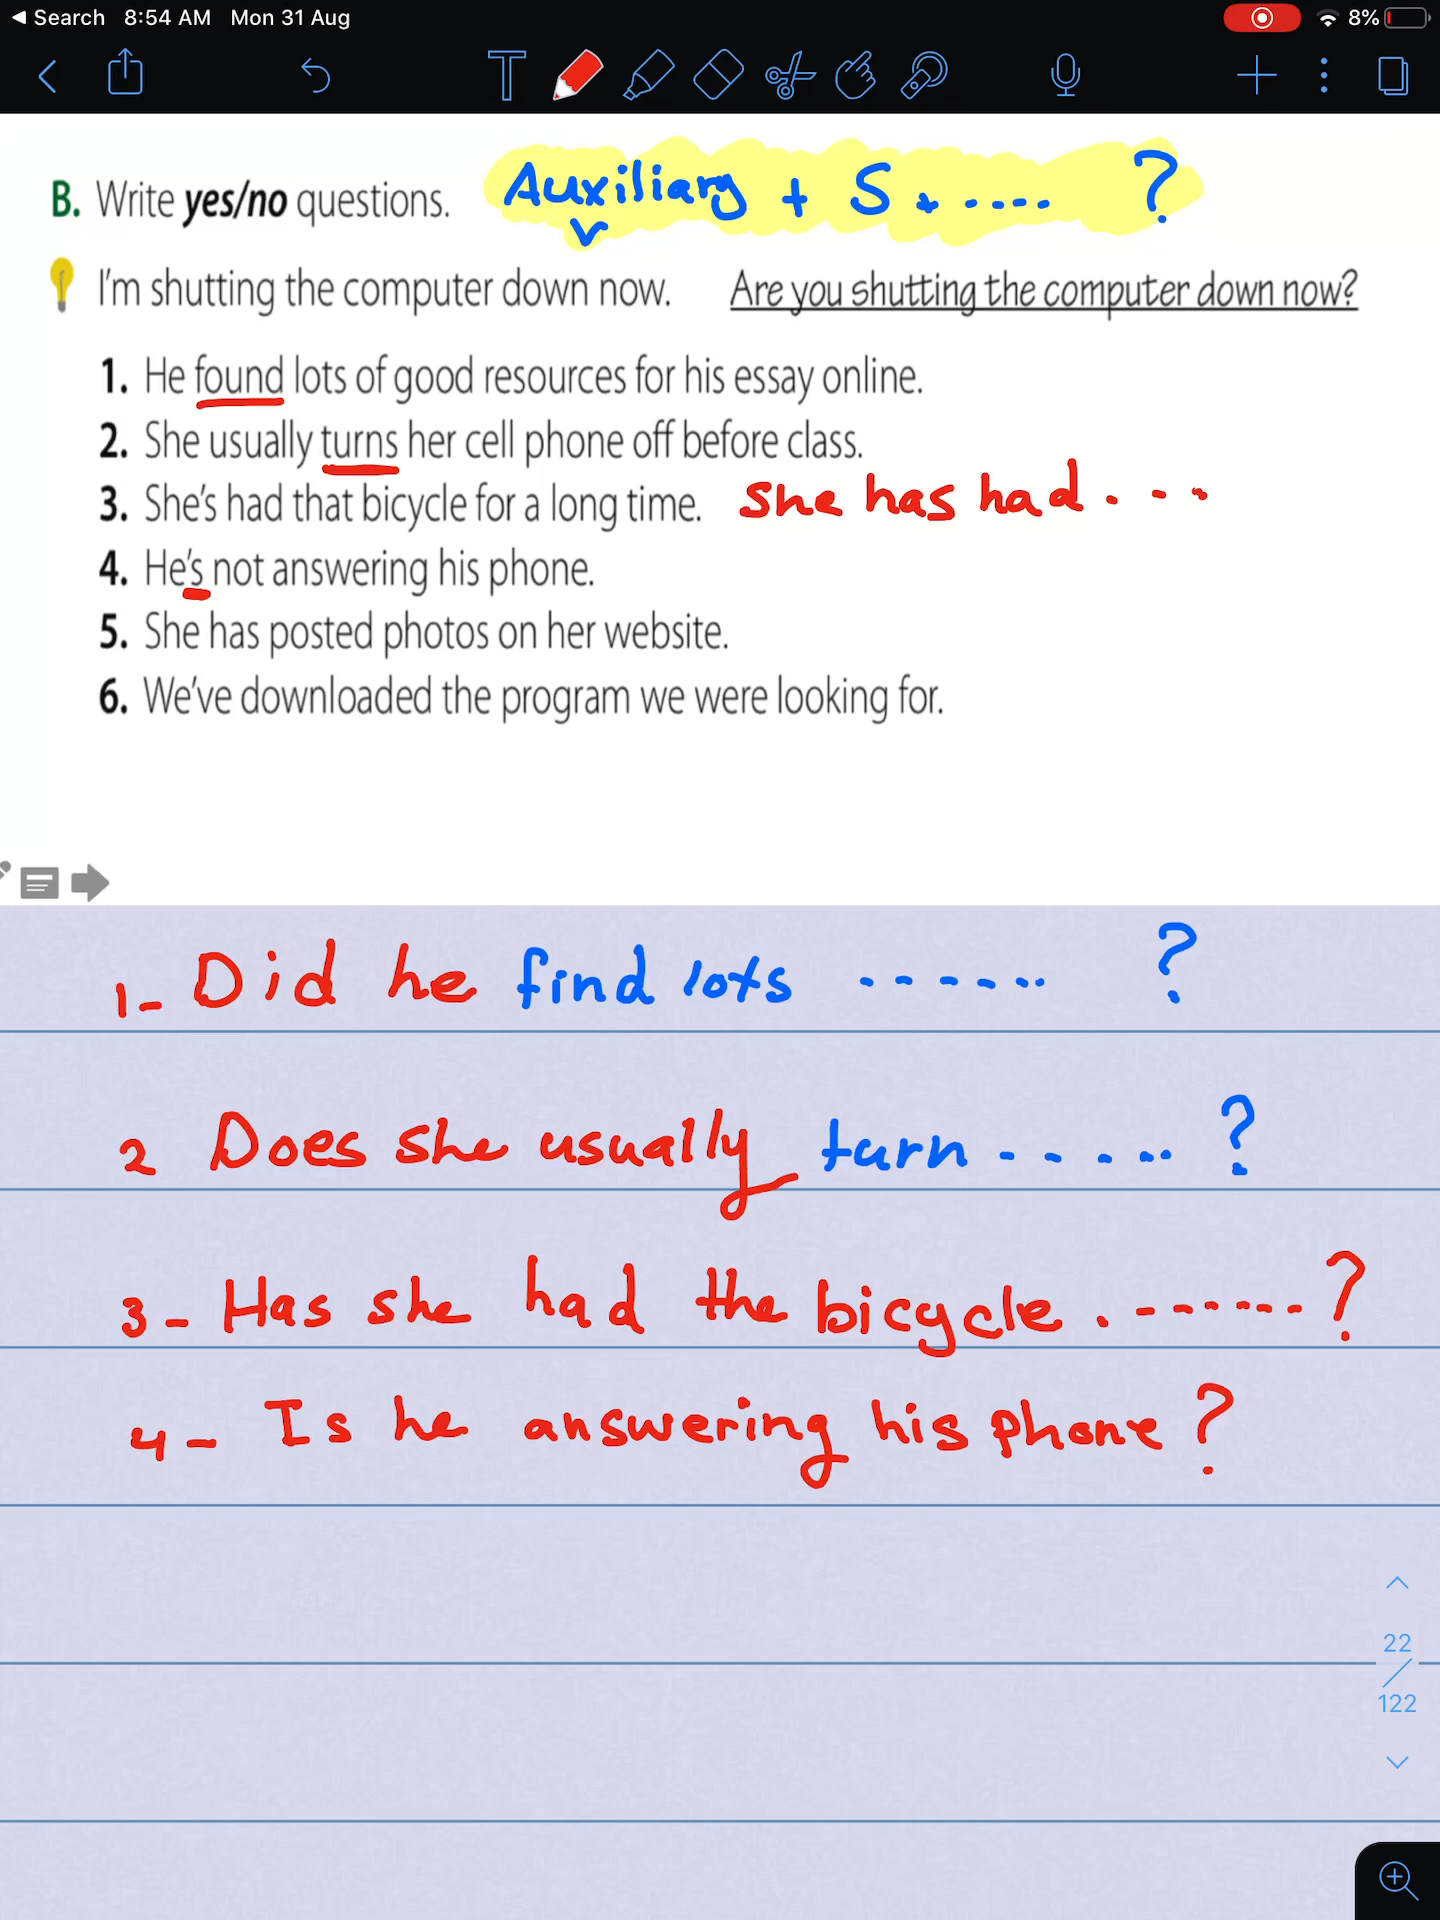 Search 8:54 AM Mon 31 Aug 8%
B. Write yes/no questions. Auxiliary + S + .... ?
v
I'm shutting the computer down now. Are you shutting the computer down now?
1. He found lots of good resources for his essay online.
2. She usually turns her cell phone off before class.
3. She's had that bicycle for a long time. She has had . - - -
4. He's not answering his phone.
5. She has posted photos on her website.
6. We've downloaded the program we were looking for.
1- Did he find lots ------ ?
2 Does she usually turn ----- ?
3- Has she had the bicycle . ------- ?
4- Is he answering his phone ?
22
122